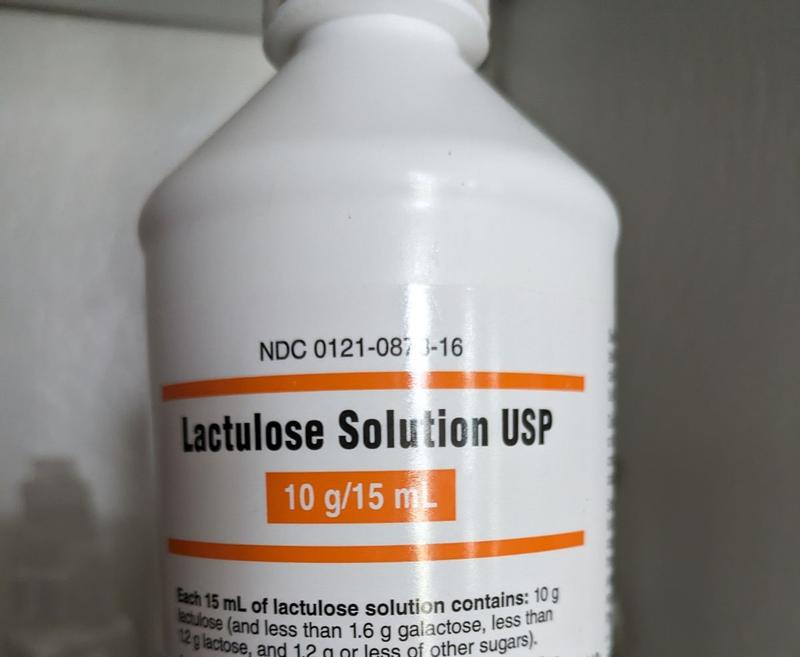 NDC
Lactulose Solution USP
10 g/15 mL
Each 15 mL of lactulose solution contains: 10 g
lactulose (and less than 1.6 g galactose, less than
1.2 g lactose, and 1.2 g or less of other sugars).